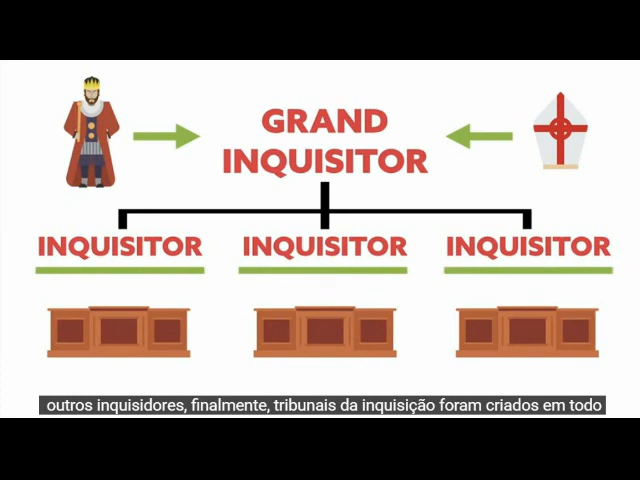 GRAND
INQUISITOR
INQUISITOR INQUISITOR INQUISITOR
outros inquisidores, finalmente, tribunais da inquisição foram criados em todo